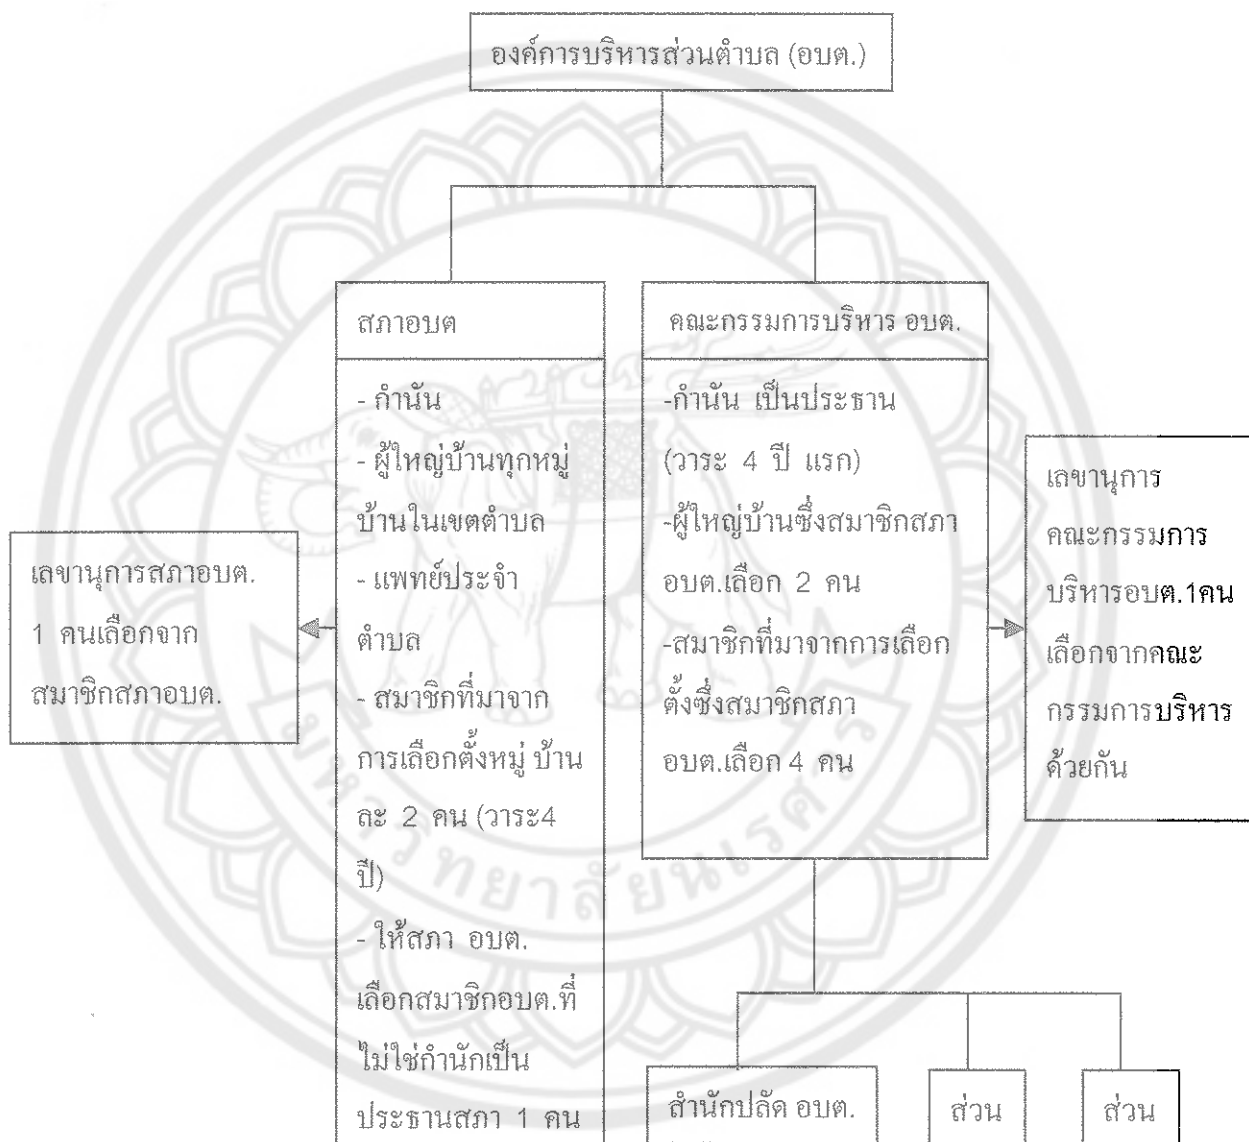 องค์การบริหารส่วนตำบล (อบต.)
สภาอบต
- กำนัน
- ผู้ใหญ่บ้านทุกหมู่
บ้านในเขตตำบล
- แพทย์ประจำ
ตำบล
- สมาชิกที่มาจาก
การเลือกตั้งหมู่ บ้าน
ละ 2 คน (วาระ4
ปี)
- ให้สภา อบต.
เลือกสมาชิกอบต.ที่
ไม่ใช่กำนักเป็น
ประธานสภา 1 คน
คณะกรรมการบริหาร อบต.
-กำนัน เป็นประธาน
(วาระ 4 ปี แรก)
-ผู้ใหญ่บ้านซึ่งสมาชิกสภา
อบต.เลือก 2 คน
-สมาชิกที่มาจากการเลือก
ตั้งซึ่งสมาชิกสภา
อบต.เลือก 4 คน
เลขานุการสภาอบต.
1 คนเลือกจาก
สมาชิกสภาอบต.
เลขานุการ
คณะกรรมการ
บริหารอบต.1คน
เลือกจากคณะ
กรรมการบริหาร
ด้วยกัน
สำนักปลัด อบต.
ส่วน
ส่วน
มหาวิทยาลัยนเรศวร